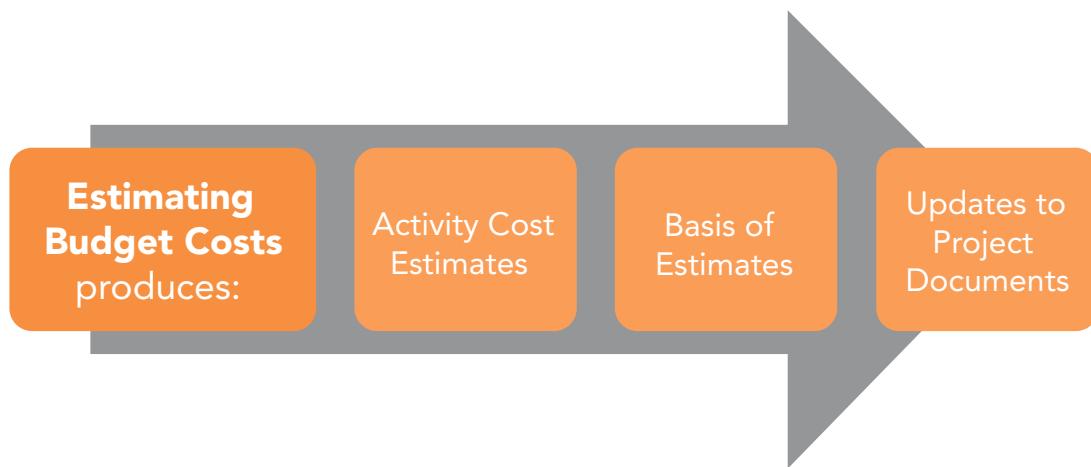 Estimating
Budget Costs
produces:
Activity Cost
Estimates
Basis of
Estimates
Updates to
Project
Documents